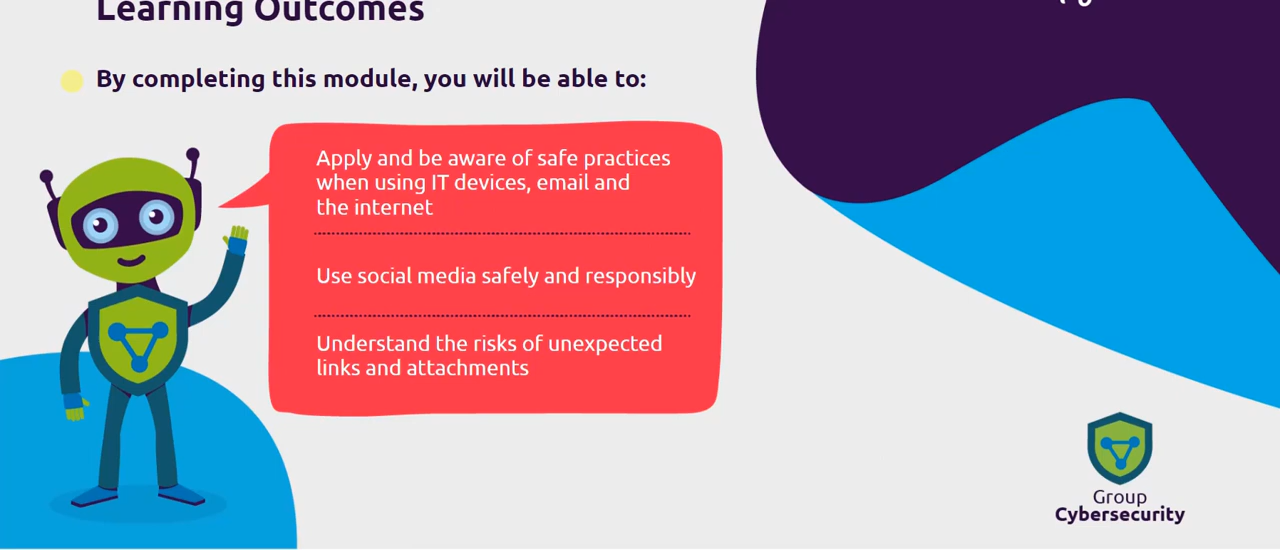 Learning Outcomes
By completing this module, you will be able to:
Apply and be aware of safe practices
when using IT devices, email and
the internet
Use social media safely and responsibly
Understand the risks of unexpected
links and attachments
Group
Cybersecurity